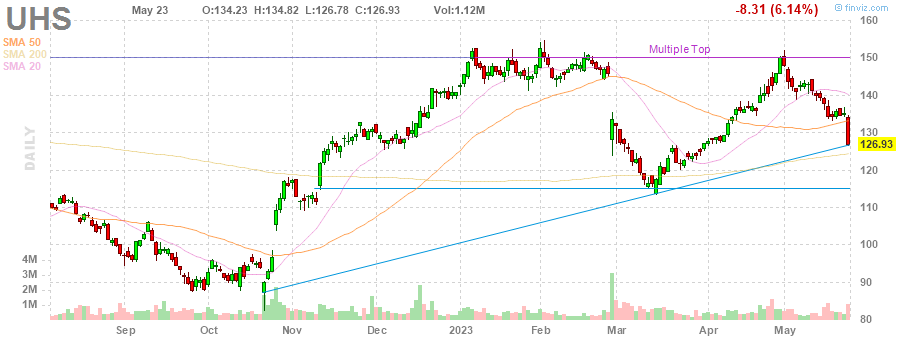 UHS
May 23 O:134.23 H:134.82 L:126.78 C:126.93 Vol:1.12M
-8.31 (6.14%)
© finviz.com
SMA 50
SMA 200
SMA 20
Multiple Top
DAILY
160
150
140
130
126.93
120
110
100
90
80
4M
3M
2M
1M
Sep Oct Nov Dec 2023 Feb Mar Apr May